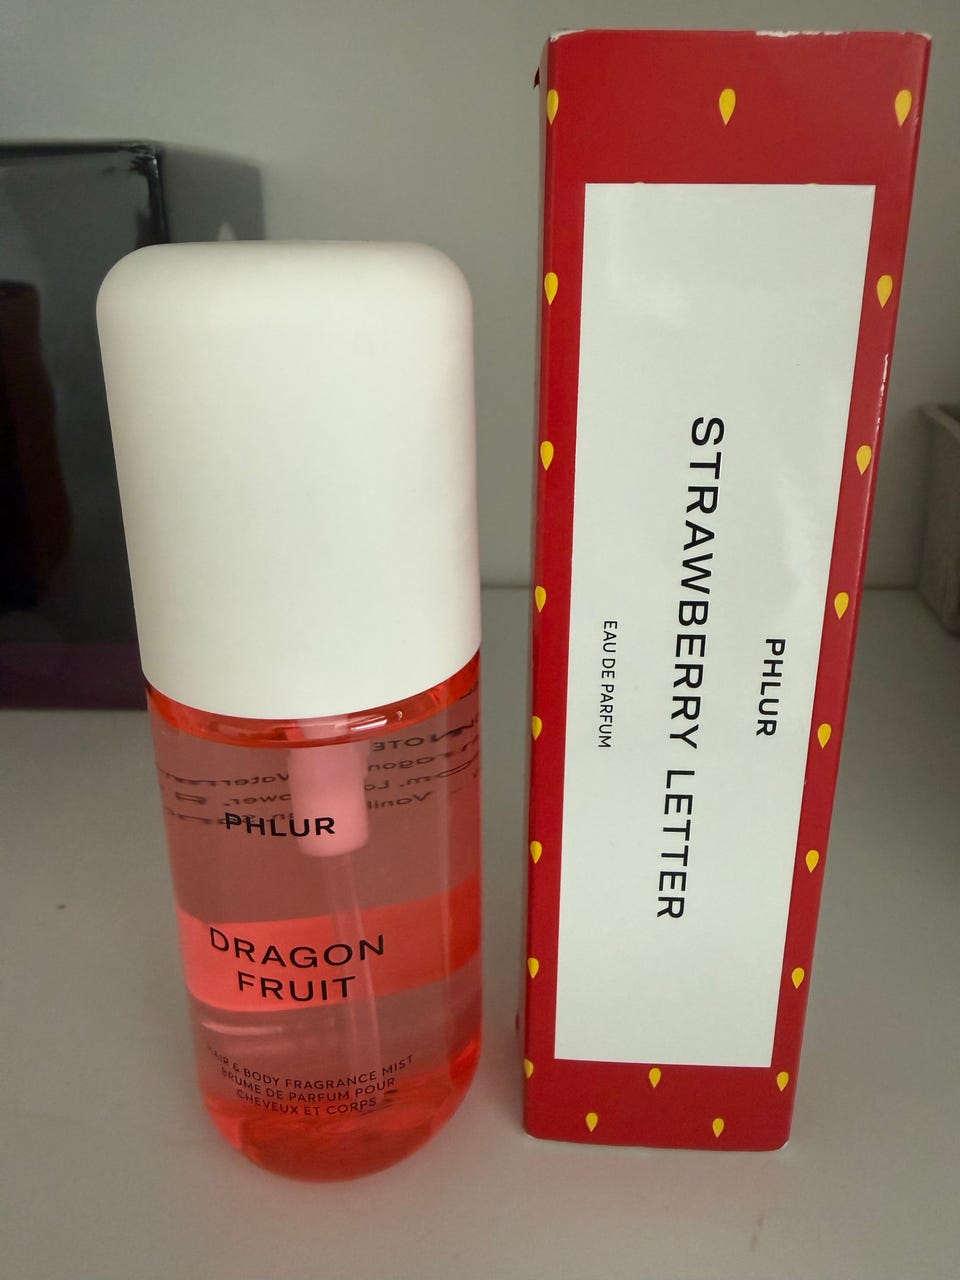 PHLUR
DRAGON
FRUIT
HAIR & BODY FRAGRANCE MIST
BRUME DE PARFUM POUR
CHEVEUX ET CORPS
PHLUR
STRAWBERRY LETTER
EAU DE PARFUM